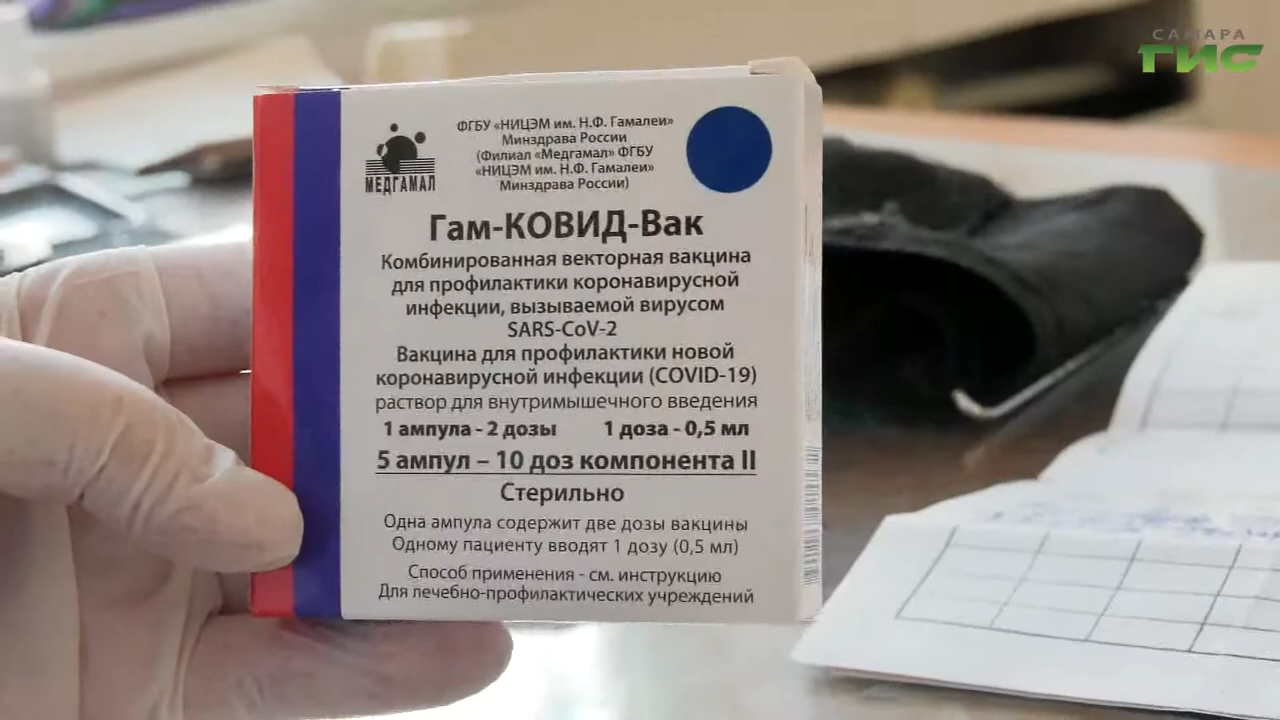 САМАРА
ГИС
МЕДГАМАЛ
ФГБУ «НИЦЭМ им. Н.Ф. Гамалеи»
Минздрава России
(Филиал «Медгамал» ФГБУ
«НИЦЭМ им. Н.Ф. Гамалеи»
Минздрава России)
Гам-КОВИД-Вак
Комбинированная векторная вакцина
для профилактики коронавирусной
инфекции, вызываемой вирусом
SARS-CoV-2
Вакцина для профилактики новой
коронавирусной инфекции (COVID-19)
раствор для внутримышечного введения
1 ампула - 2 дозы 1 доза - 0,5 мл
5 ампул – 10 доз компонента II
Стерильно
Одна ампула содержит две дозы вакцины
Одному пациенту вводят 1 дозу (0,5 мл)
Способ применения - см. инструкцию
Для лечебно-профилактических учреждений